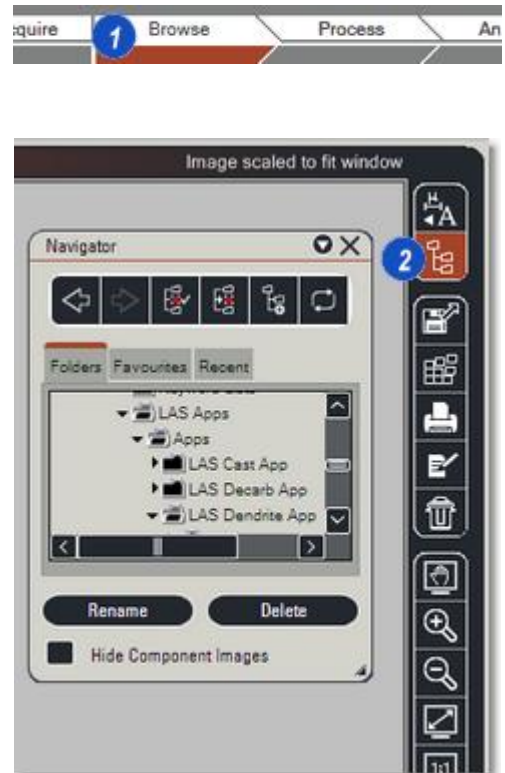 cquire 1 Browse Process An
Image scaled to fit window
A
Navigator
2
Folders Favourites Recent
LAS Apps
Apps
LAS Cast App
LAS Decarb App
LAS Dendrite App
Rename Delete
Hide Component Images
1:1